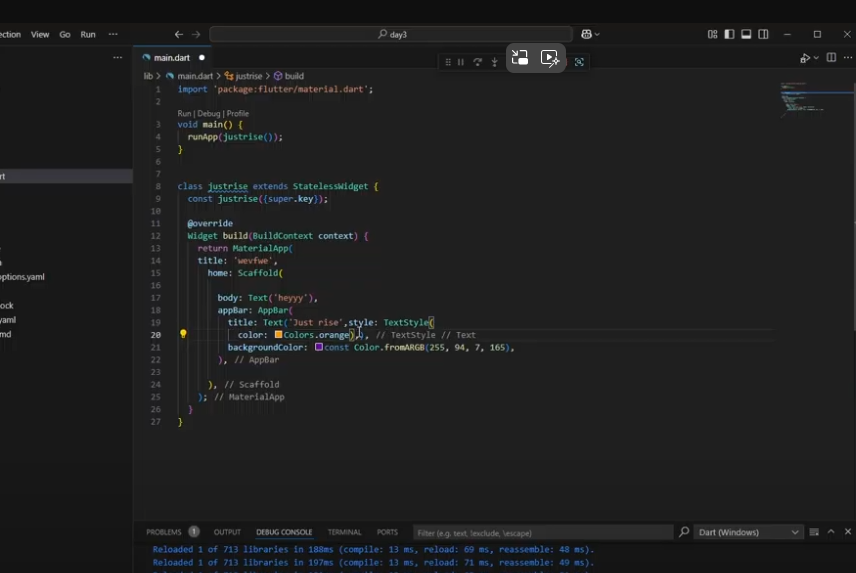 ction View Go Run ···
day3
main.dart
lib > main.dart > justrise > build
1 import 'package:flutter/material.dart';
2
Run | Debug | Profile
3 void main() {
4 runApp(justrise());
5 }
6
7
8 class justrise extends StatelessWidget {
9 const justrise({super.key});
10
11 @override
12 Widget build(BuildContext context) {
13 return MaterialApp(
14 title: 'wevfwe',
15 home: Scaffold(
16
17 body: Text('heyyy'),
18 appBar: AppBar(
19 title: Text('Just rise',style: TextStyle(
20 color: Colors.orange),), // TextStyle // Text
21 backgroundColor: const Color.fromARGB(255, 94, 7, 165),
22 ), // AppBar
23
24 ), // Scaffold
25 ); // MaterialApp
26 }
27 }
rt
options.yaml
ock
yaml
md
PROBLEMS 1 OUTPUT DEBUG CONSOLE TERMINAL PORTS Filter (e.g. text, !exclude, \escape) Dart (Windows)
Reloaded 1 of 713 libraries in 188ms (compile: 13 ms, reload: 69 ms, reassemble: 48 ms).
Reloaded 1 of 713 libraries in 197ms (compile: 13 ms, reload: 71 ms, reassemble: 49 ms).